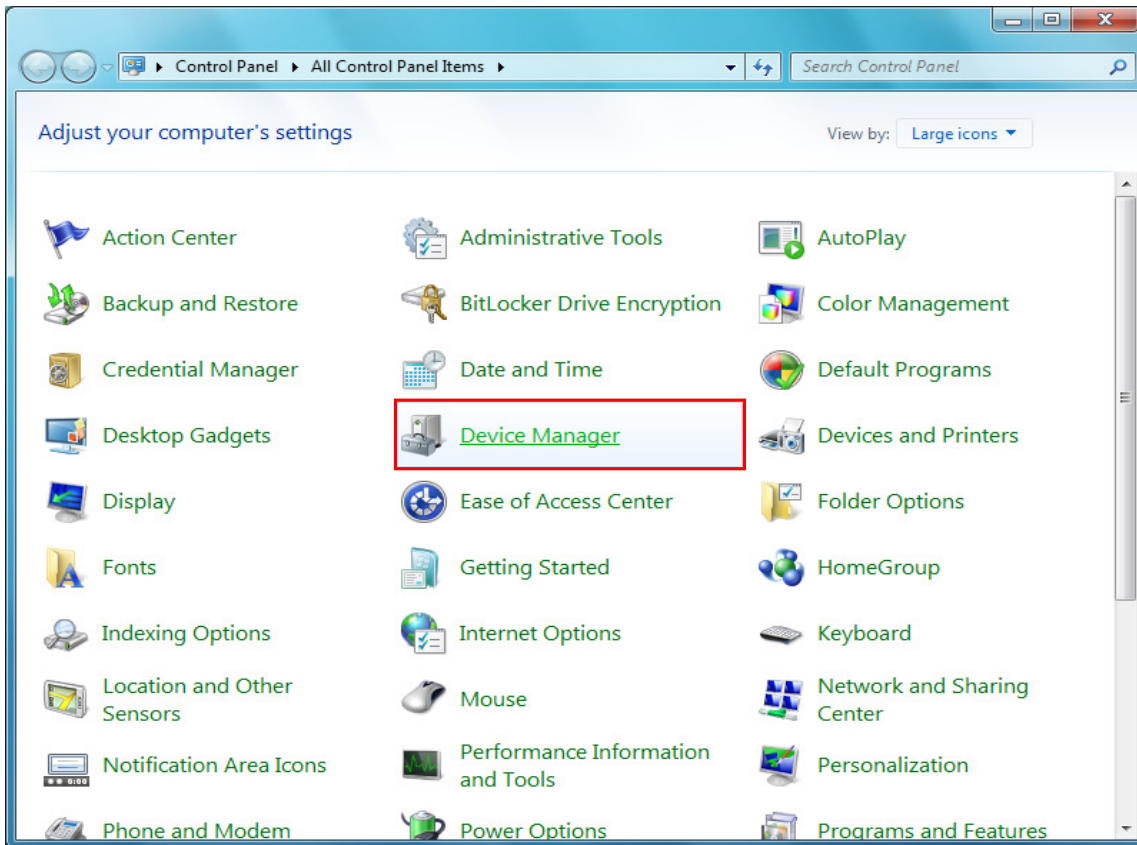 Control Panel All Control Panel Items Search Control Panel
Adjust your computer's settings View by: Large icons
Action Center Administrative Tools AutoPlay
Backup and Restore BitLocker Drive Encryption Color Management
Credential Manager Date and Time Default Programs
Desktop Gadgets Device Manager Devices and Printers
Display Ease of Access Center Folder Options
Fonts Getting Started HomeGroup
Indexing Options Internet Options Keyboard
Location and Other
Sensors
Mouse
Network and Sharing
Center
Notification Area Icons
Performance Information
and Tools
Personalization
Phone and Modem Power Options Programs and Features